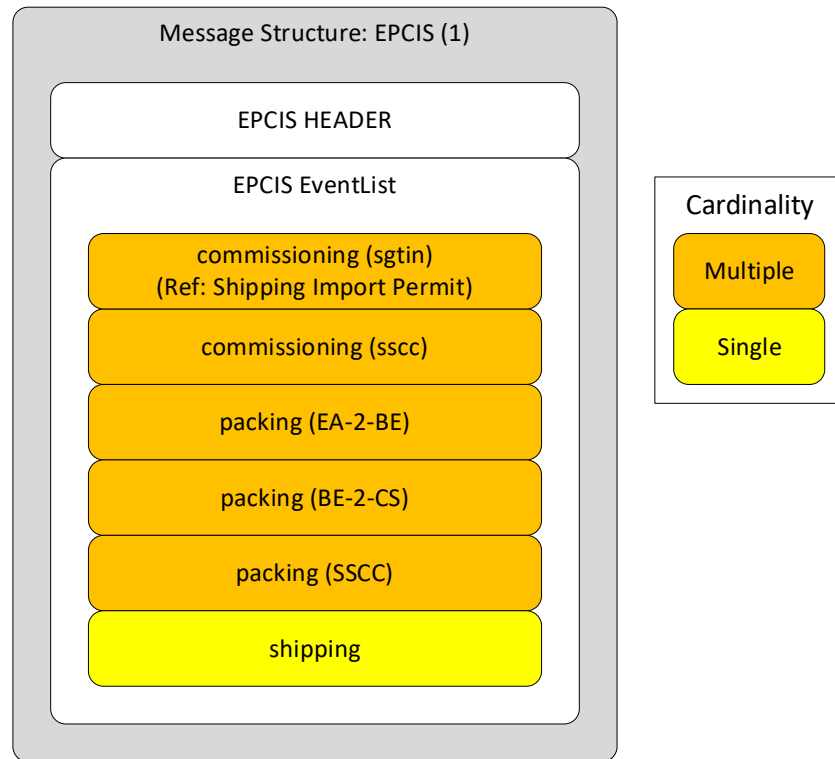 Message Structure: EPCIS (1)
EPCIS HEADER
EPCIS EventList
commissioning (sgtin)
(Ref: Shipping Import Permit)
commissioning (sscc)
packing (EA-2-BE)
packing (BE-2-CS)
packing (SSCC)
shipping
Cardinality
Multiple
Single